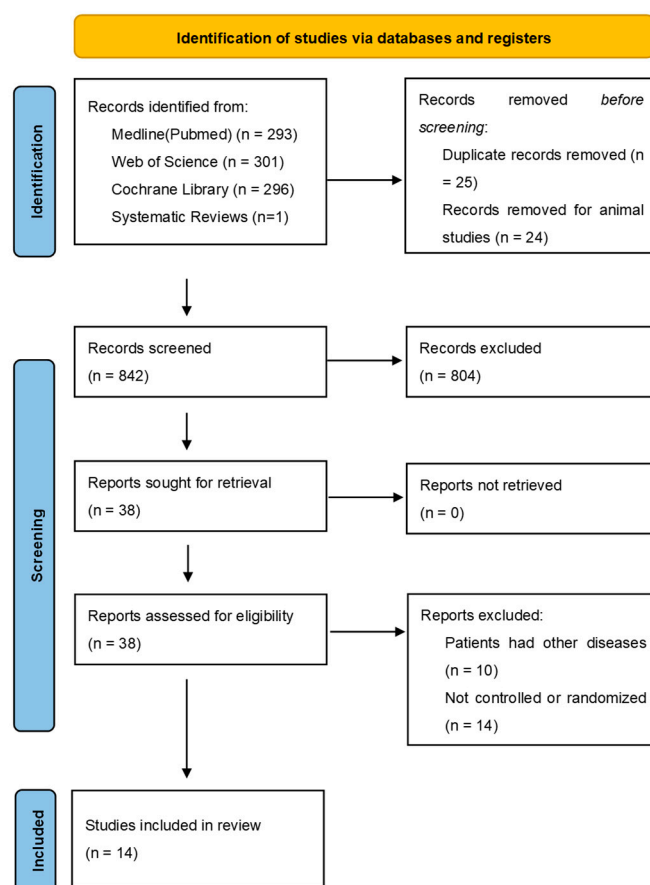 Identification of studies via databases and registers
Identification
Records identified from:
Medline(Pubmed) (n = 293)
Web of Science (n = 301)
Cochrane Library (n = 296)
Systematic Reviews (n=1)
Records removed before
screening:
Duplicate records removed (n
= 25)
Records removed for animal
studies (n = 24)
Screening
Records screened
(n = 842)
Records excluded
(n = 804)
Reports sought for retrieval
(n = 38)
Reports not retrieved
(n = 0)
Reports assessed for eligibility
(n = 38)
Reports excluded:
Patients had other diseases
(n = 10)
Not controlled or randomized
(n = 14)
Included
Studies included in review
(n = 14)